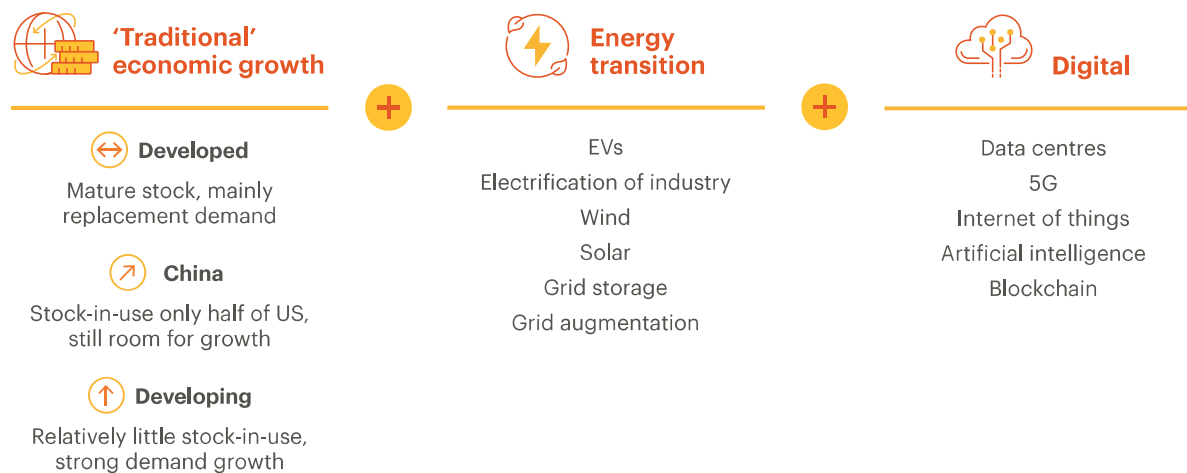 ‘Traditional’
economic growth
Developed
Mature stock, mainly
replacement demand
China
Stock-in-use only half of US,
still room for growth
Developing
Relatively little stock-in-use,
strong demand growth
+
Energy
transition
EVs
Electrification of industry
Wind
Solar
Grid storage
Grid augmentation
+
Digital
Data centres
5G
Internet of things
Artificial intelligence
Blockchain